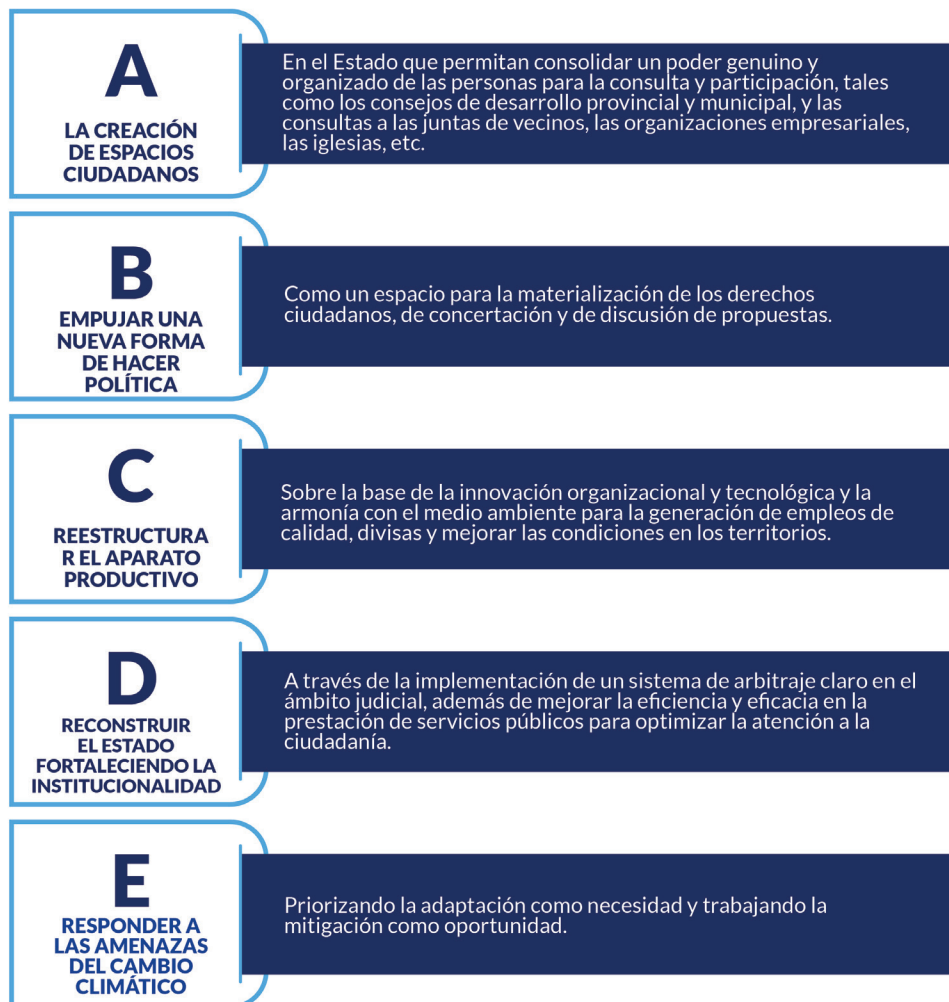 A
LA CREACIÓN
DE ESPACIOS
CIUDADANOS
En el Estado que permitan consolidar un poder genuino y
organizado de las personas para la consulta y participación, tales
como los consejos de desarrollo provincial y municipal, y las
consultas a las juntas de vecinos, las organizaciones empresariales,
las iglesias, etc.
B
EMPUJAR UNA
NUEVA FORMA
DE HACER
POLÍTICA
Como un espacio para la materialización de los derechos
ciudadanos, de concertación y de discusión de propuestas.
C
REESTRUCTURA
R EL APARATO
PRODUCTIVO
Sobre la base de la innovación organizacional y tecnológica y la
armonía con el medio ambiente para la generación de empleos de
calidad, divisas y mejorar las condiciones en los territorios.
D
RECONSTRUIR
EL ESTADO
FORTALECIENDO LA
INSTITUCIONALIDAD
A través de la implementación de un sistema de arbitraje claro en el
ámbito judicial, además de mejorar la eficiencia y eficacia en la
prestación de servicios públicos para optimizar la atención a la
ciudadanía.
E
RESPONDER A
LAS AMENAZAS
DEL CAMBIO
CLIMÁTICO
Priorizando la adaptación como necesidad y trabajando la
mitigación como oportunidad.